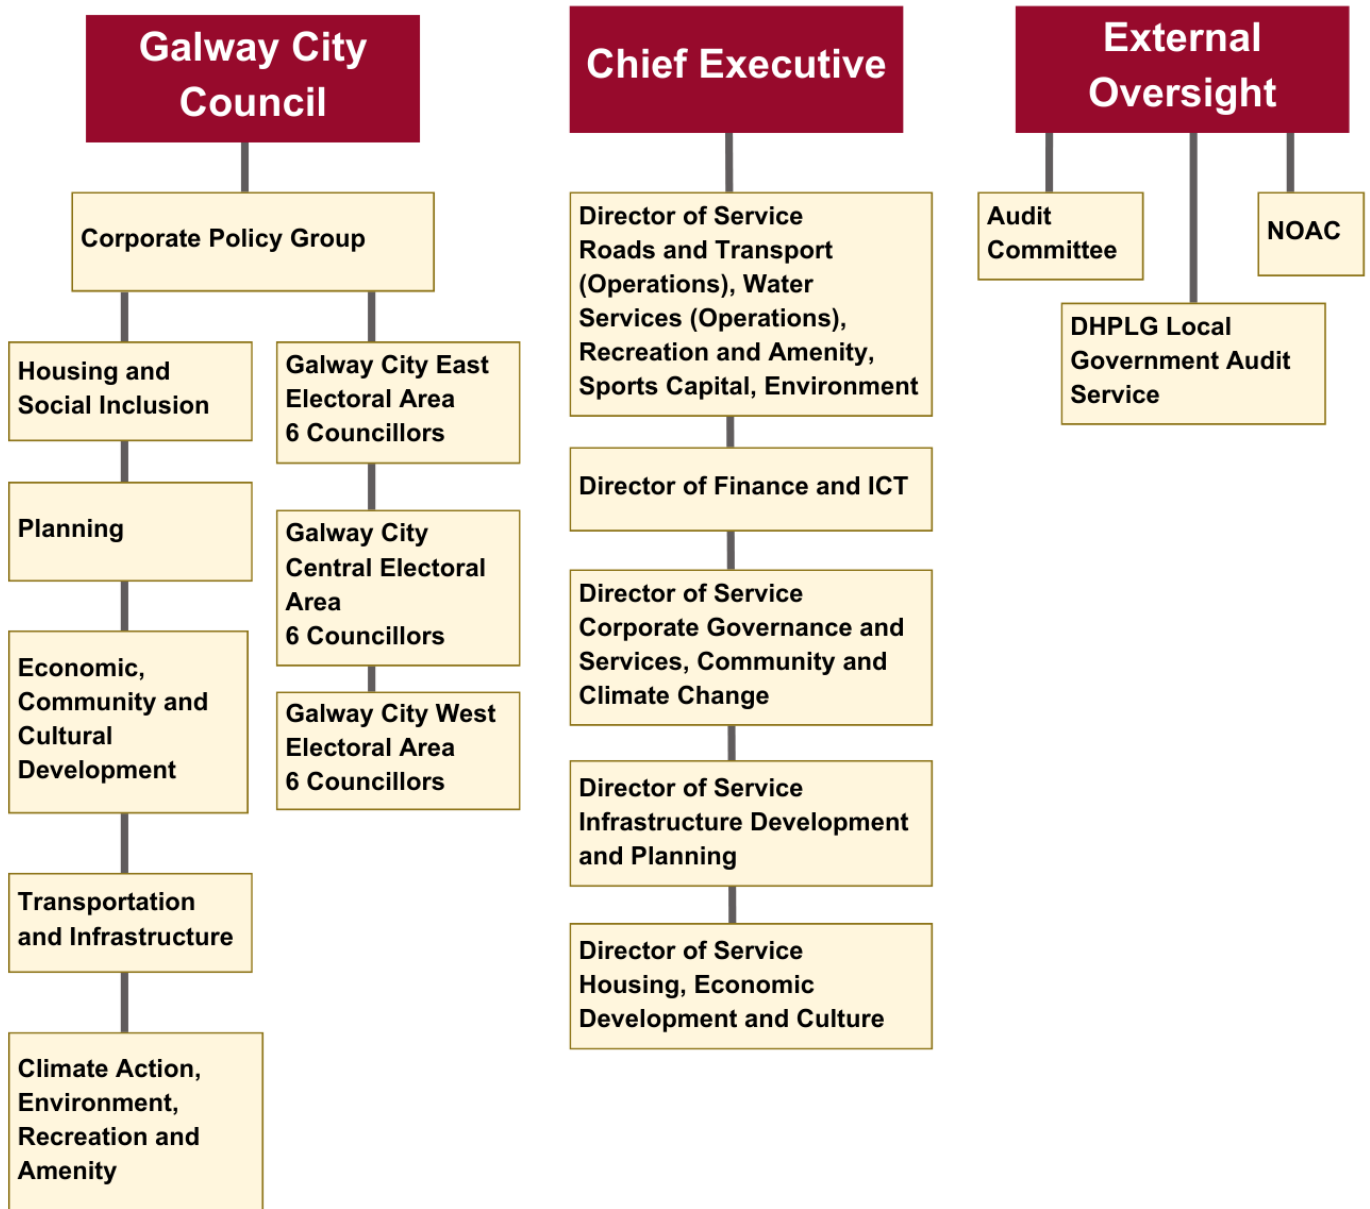 Galway City
Council
Corporate Policy Group
Housing and
Social Inclusion
Planning
Economic,
Community and
Cultural
Development
Transportation
and Infrastructure
Climate Action,
Environment,
Recreation and
Amenity
Galway City East
Electoral Area
6 Councillors
Galway City
Central Electoral
Area
6 Councillors
Galway City West
Electoral Area
6 Councillors
Chief Executive
Director of Service
Roads and Transport
(Operations), Water
Services (Operations),
Recreation and Amenity,
Sports Capital, Environment
Director of Finance and ICT
Director of Service
Corporate Governance and
Services, Community and
Climate Change
Director of Service
Infrastructure Development
and Planning
Director of Service
Housing, Economic
Development and Culture
External
Oversight
Audit
Committee
DHPLG Local
Government Audit
Service
NOAC